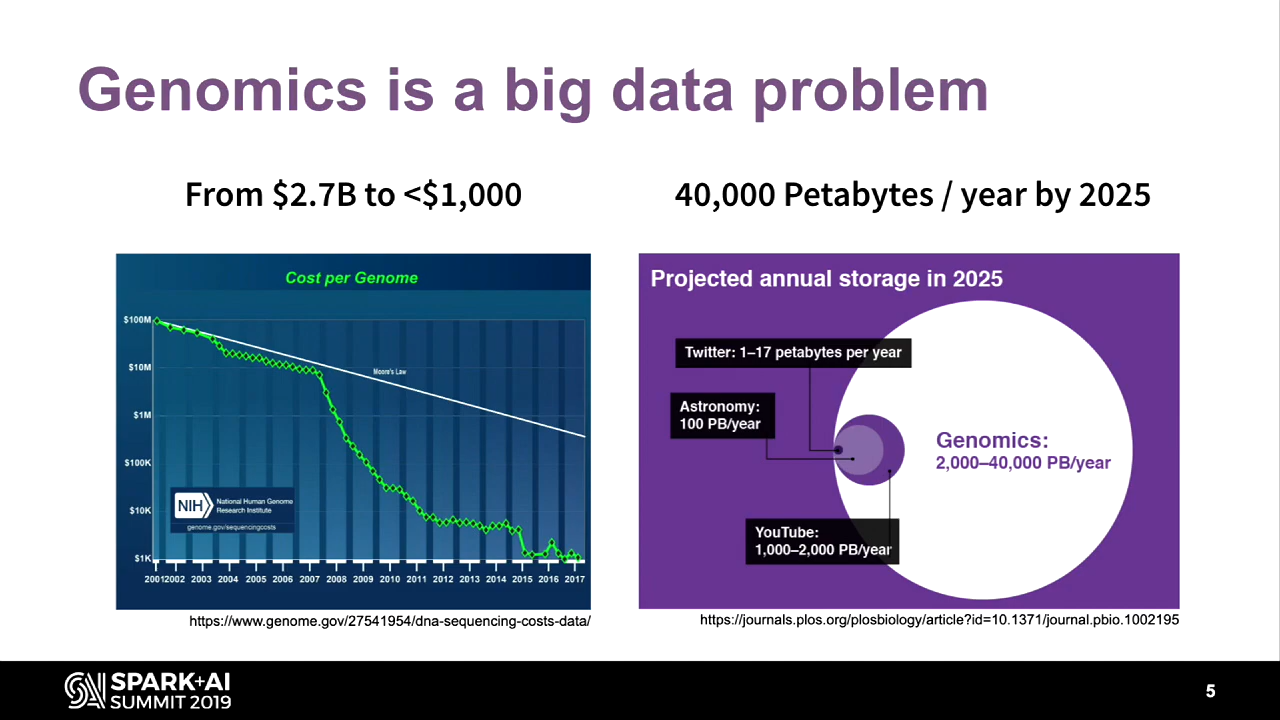 Genomics is a big data problem
From $2.7B to <$1,000
Cost per Genome
$100M
$10M
$1M
$100K
$10K
$1K
Moore's Law
NIH
National Human Genome
Research Institute
genome.gov/sequencingcosts
2001 2002 2003 2004 2005 2006 2007 2008 2009 2010 2011 2012 2013 2014 2015 2016 2017
https://www.genome.gov/27541954/dna-sequencing-costs-data/
40,000 Petabytes / year by 2025
Projected annual storage in 2025
Twitter: 1–17 petabytes per year
Astronomy:
100 PB/year
Genomics:
2,000–40,000 PB/year
YouTube:
1,000–2,000 PB/year
https://journals.plos.org/plosbiology/article?id=10.1371/journal.pbio.1002195
SPARK+AI
SUMMIT 2019
5